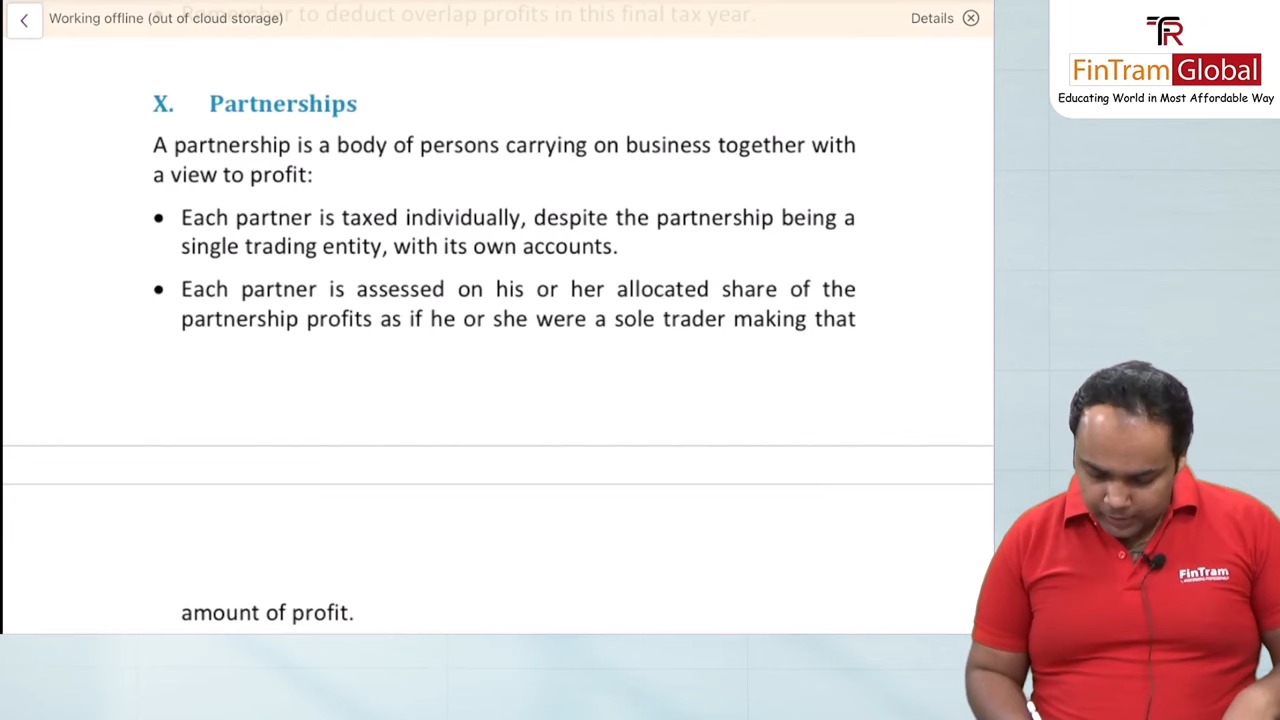 Remember to deduct overlap profits in this final tax year.
Working offline (out of cloud storage)
Details
X. Partnerships
A partnership is a body of persons carrying on business together with
a view to profit:
• Each partner is taxed individually, despite the partnership being a
single trading entity, with its own accounts.
• Each partner is assessed on his or her allocated share of the
partnership profits as if he or she were a sole trader making that
amount of profit.
FinTram Global
Educating World in Most Affordable Way
FinTram